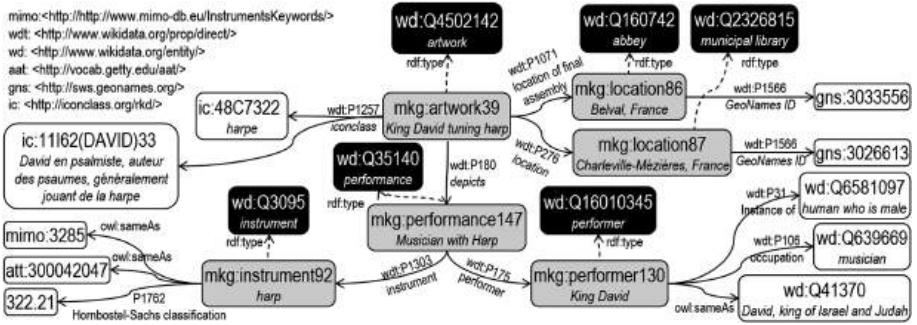 mimo:<http://http://www.mimo-db.eu/InstrumentsKeywords/>
wdt: <http://www.wikidata.org/prop/direct/>
wd: <http://www.wikidata.org/entity/>
aat: <http://vocab.getty.edu/aat/>
gns: <http://sws.geonames.org/>
ic: <http://iconclass.org/rkd/>
wd:Q4502142
artwork
wd:Q160742
abbey
wd:Q2326815
municipal library
rdf:type
rdf:type
rdf:type
wdt:P1071
location of final
assembly
mkg:location86
Belval, France
wdt:P1566
GeoNames ID
gns:3033556
ic:48C7322
harpe
wdt:P1257
iconclass
mkg:artwork39
King David tuning harp
ic:11I62(DAVID)33
David en psalmiste, auteur
des psaumes, génèralement
jouant de la harpe
wdt:P276
location
mkg:location87
Charleville-Mézières, France
wdt:P1566
GeoNames ID
gns:3026613
wd:Q35140
performance
rdf:type
wdt:P180
depicts
wd:Q3095
instrument
rdf:type
mkg:performance147
Musician with Harp
wd:Q16010345
performer
rdf:type
wdt:P31
Instance of
wd:Q6581097
human who is male
mimo:3285
owl:sameAs
att:300042047
owl:sameAs
322.21
P1762
Hornbostel-Sachs classification
mkg:instrument92
harp
wdt:P1303
instrument
wdt:P175
performer
mkg:performer130
King David
wdt:P106
occupation
wd:Q639669
musician
owl:sameAs
wd:Q41370
David, king of Israel and Judah